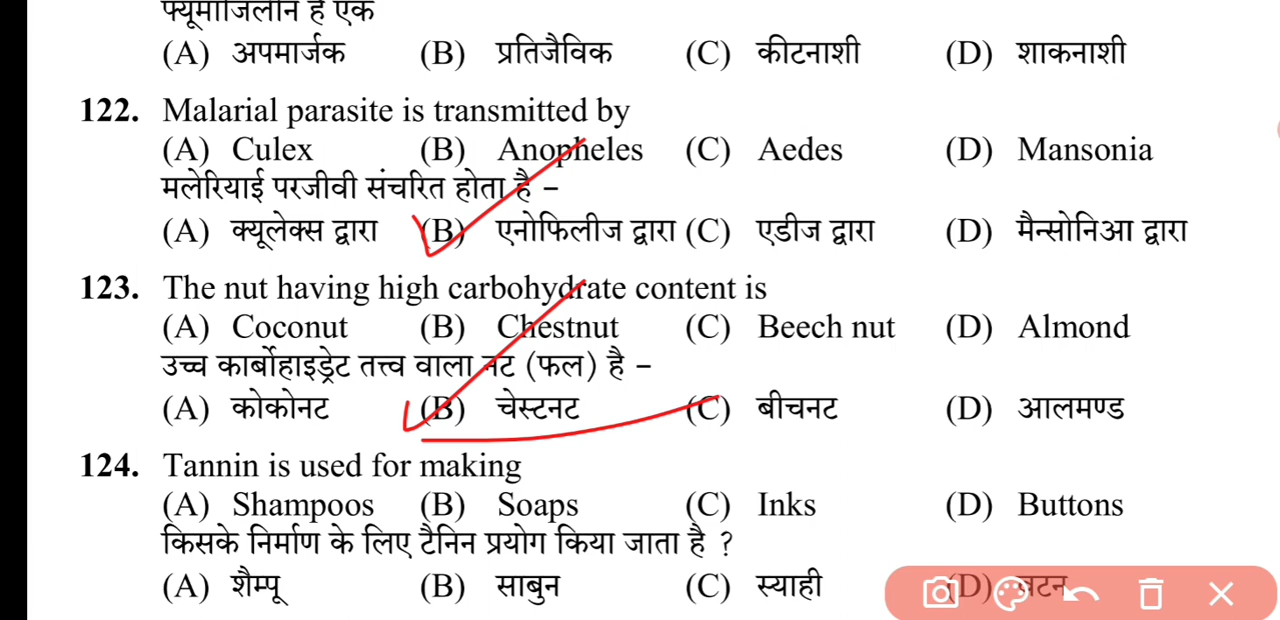 फ्यूमाजिलीन है एक
(A) अपमार्जक (B) प्रतिजैविक (C) कीटनाशी (D) शाकनाशी
122. Malarial parasite is transmitted by
(A) Culex (B) Anopheles (C) Aedes (D) Mansonia
मलेरियाई परजीवी संचरित होता है –
(A) क्यूलेक्स द्वारा (B) एनोफिलीज द्वारा (C) एडीज द्वारा (D) मैन्सोनिआ द्वारा
123. The nut having high carbohydrate content is
(A) Coconut (B) Chestnut (C) Beech nut (D) Almond
उच्च कार्बोहाइड्रेट तत्त्व वाला नट (फल) है –
(A) कोकोनट (B) चेस्टनट (C) बीचनट (D) आलमण्ड
124. Tannin is used for making
(A) Shampoos (B) Soaps (C) Inks (D) Buttons
किसके निर्माण के लिए टैनिन प्रयोग किया जाता है ?
(A) शैम्पू (B) साबुन (C) स्याही (D) बटन